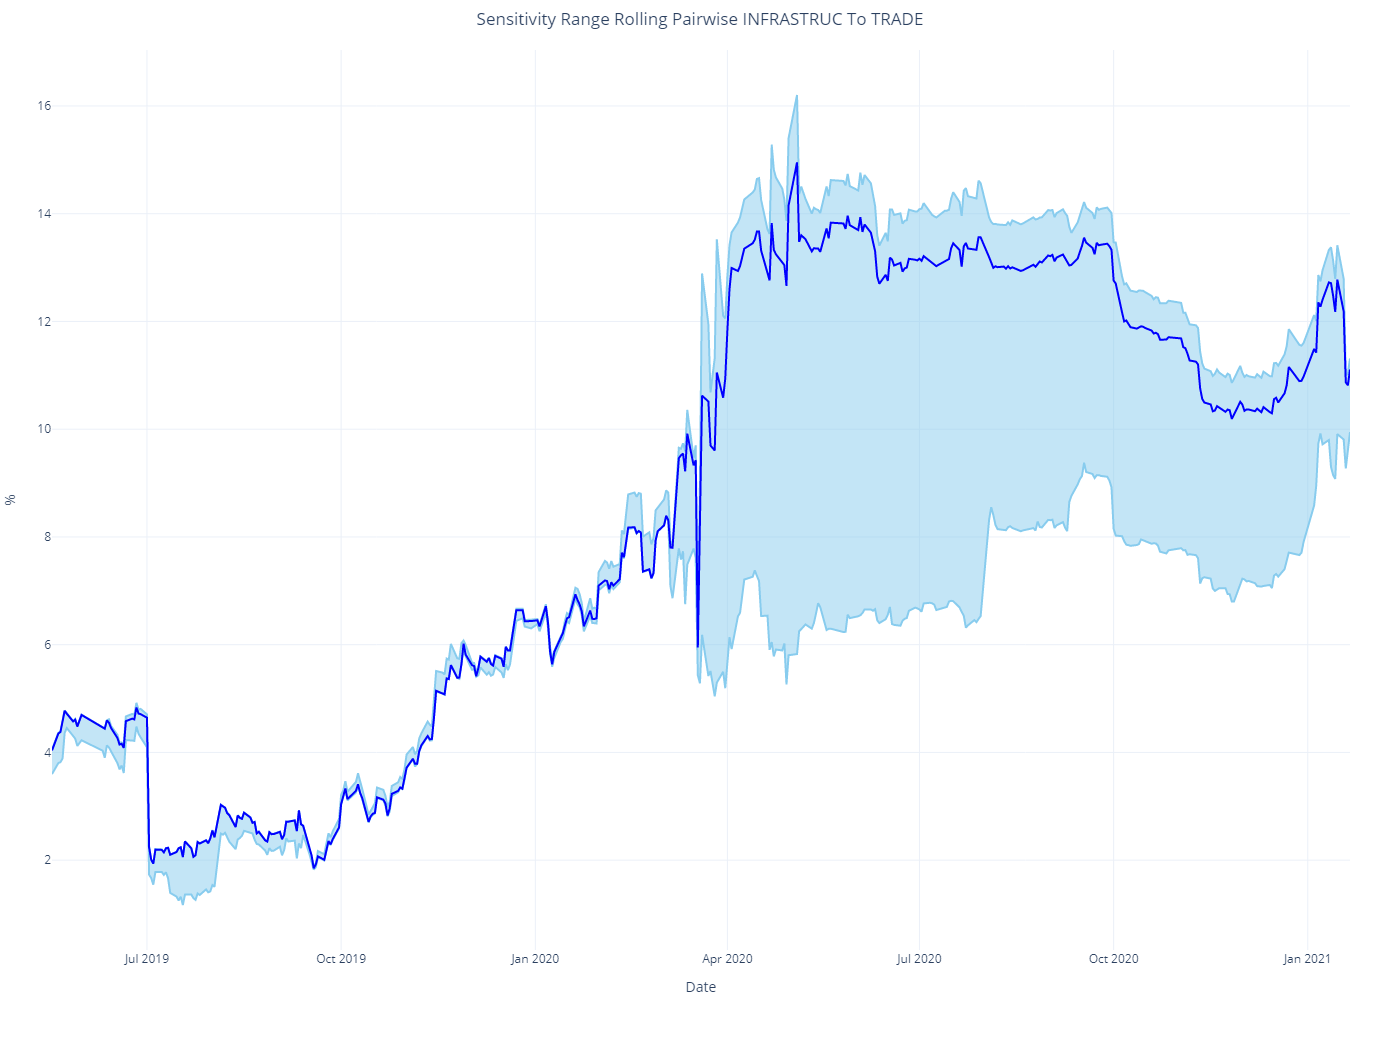 Sensitivity Range Rolling Pairwise INFRASTRUC To TRADE
16
14
12
10
8
6
4
2
%
Jul 2019
Oct 2019
Jan 2020
Apr 2020
Jul 2020
Oct 2020
Jan 2021
Date